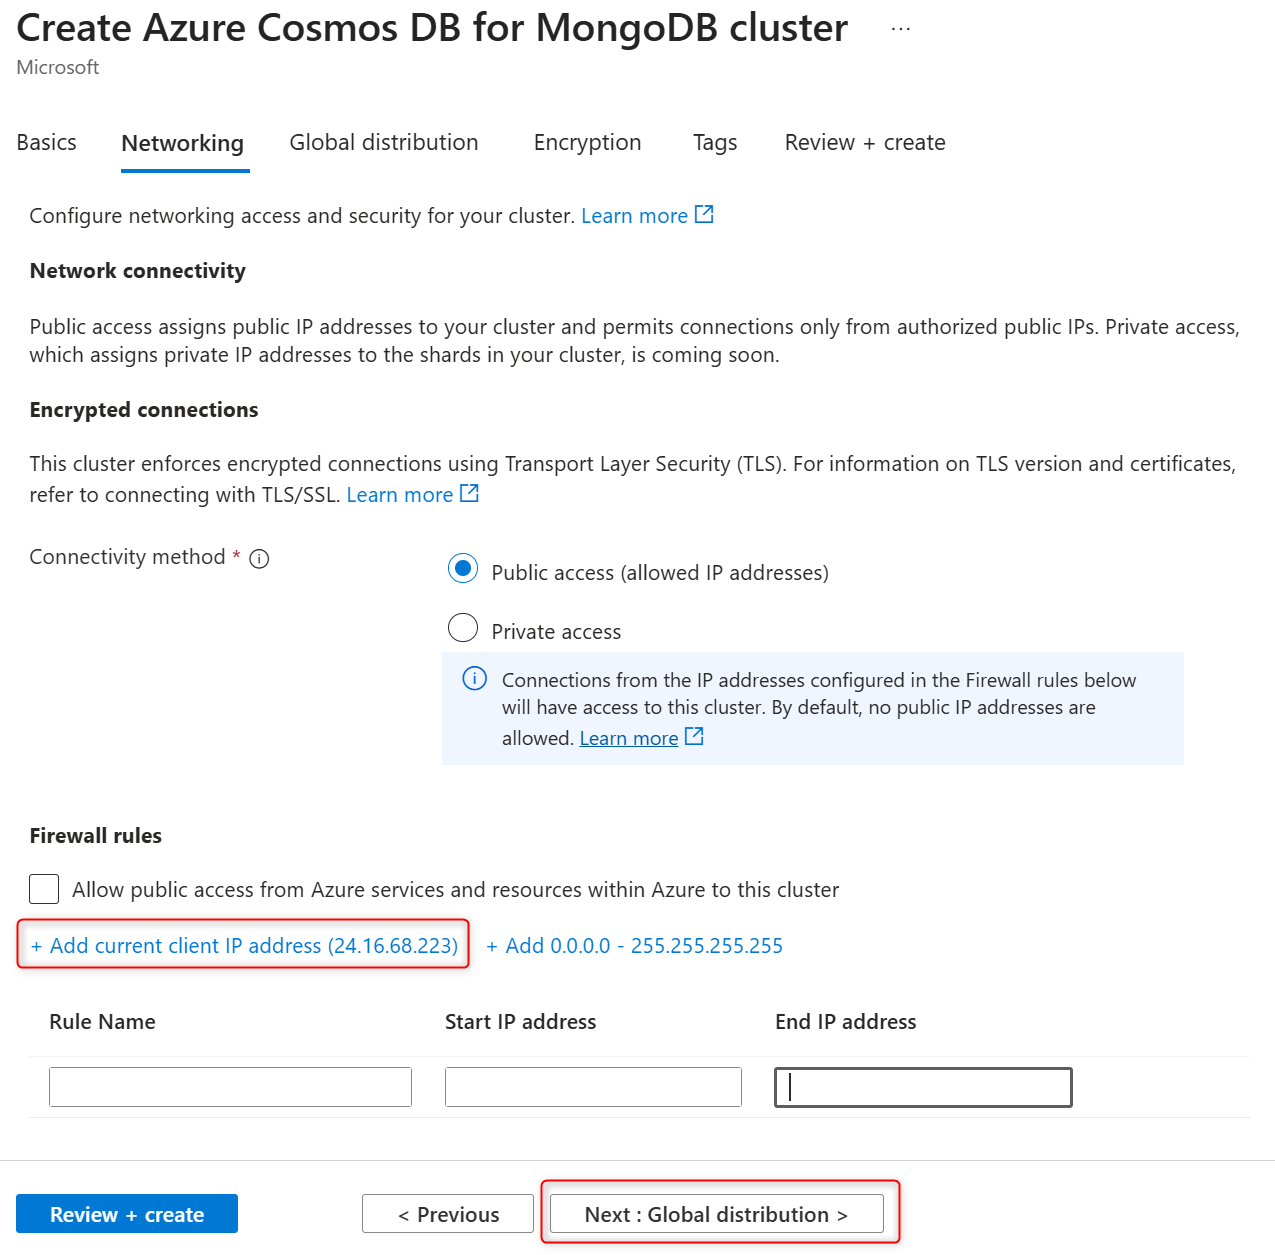 Create Azure Cosmos DB for MongoDB cluster ...
Microsoft
Basics Networking Global distribution Encryption Tags Review + create
Configure networking access and security for your cluster. Learn more
Network connectivity
Public access assigns public IP addresses to your cluster and permits connections only from authorized public IPs. Private access,
which assigns private IP addresses to the shards in your cluster, is coming soon.
Encrypted connections
This cluster enforces encrypted connections using Transport Layer Security (TLS). For information on TLS version and certificates,
refer to connecting with TLS/SSL. Learn more
Connectivity method *
Public access (allowed IP addresses)
Private access
Connections from the IP addresses configured in the Firewall rules below
will have access to this cluster. By default, no public IP addresses are
allowed. Learn more
Firewall rules
Allow public access from Azure services and resources within Azure to this cluster
+ Add current client IP address (24.16.68.223) + Add 0.0.0.0 - 255.255.255.255
Rule Name Start IP address End IP address
Review + create < Previous Next : Global distribution >